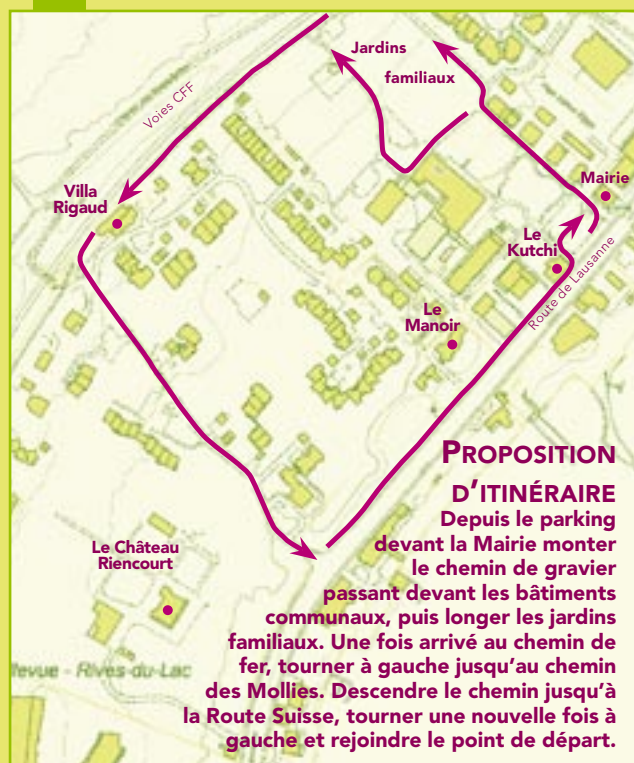 Jardins
familiaux
Voies CFF
Villa
Rigaud
Mairie
Le
Kutchi
Route de Lausanne
Le
Manoir
PROPOSITION
D'ITINÉRAIRE
Depuis le parking
devant la Mairie monter
le chemin de gravier
passant devant les bâtiments
communaux, puis longer les jardins
familiaux. Une fois arrivé au chemin de
fer, tourner à gauche jusqu'au chemin
des Mollies. Descendre le chemin jusqu'à
la Route Suisse, tourner une nouvelle fois à
gauche et rejoindre le point de départ.
Le Château
Riencourt
llevue - Rives-du-Lac